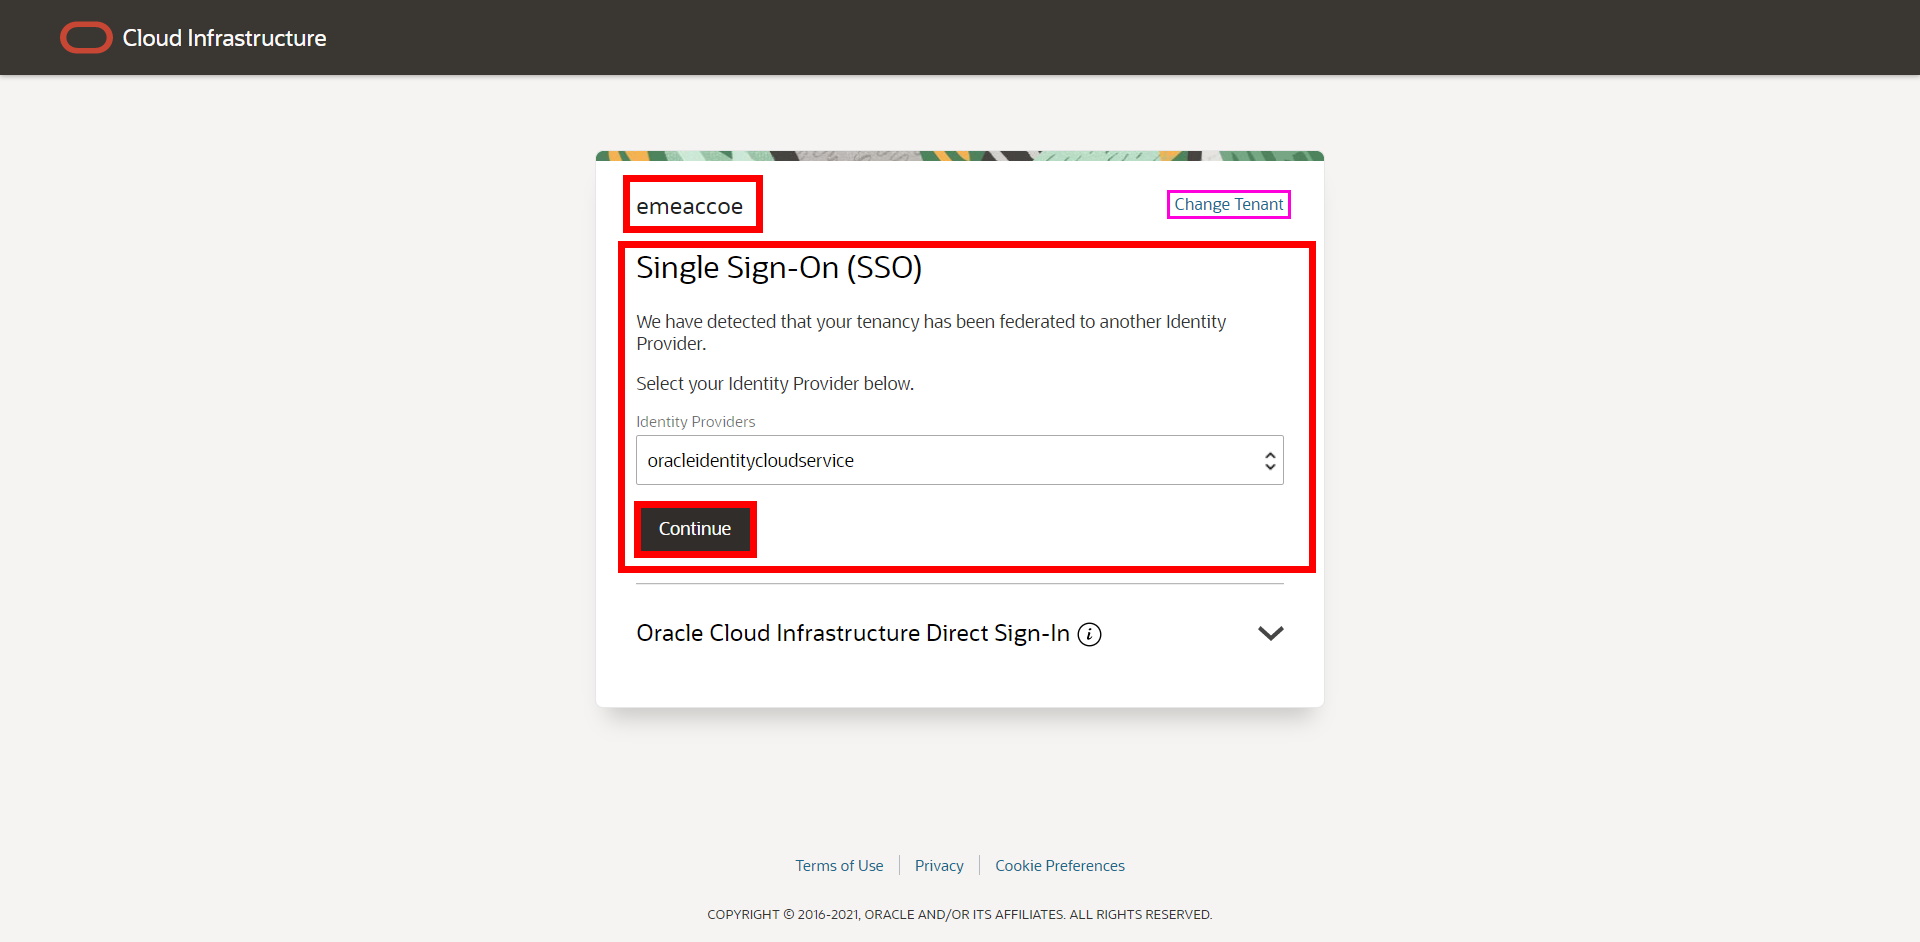 Cloud Infrastructure
emeaccoe
Change Tenant
Single Sign-On (SSO)
We have detected that your tenancy has been federated to another Identity
Provider.
Select your Identity Provider below.
Identity Providers
oracleidentitycloudservice
Continue
Oracle Cloud Infrastructure Direct Sign-In i
Terms of Use
Privacy
Cookie Preferences
COPYRIGHT © 2016-2021, ORACLE AND/OR ITS AFFILIATES. ALL RIGHTS RESERVED.